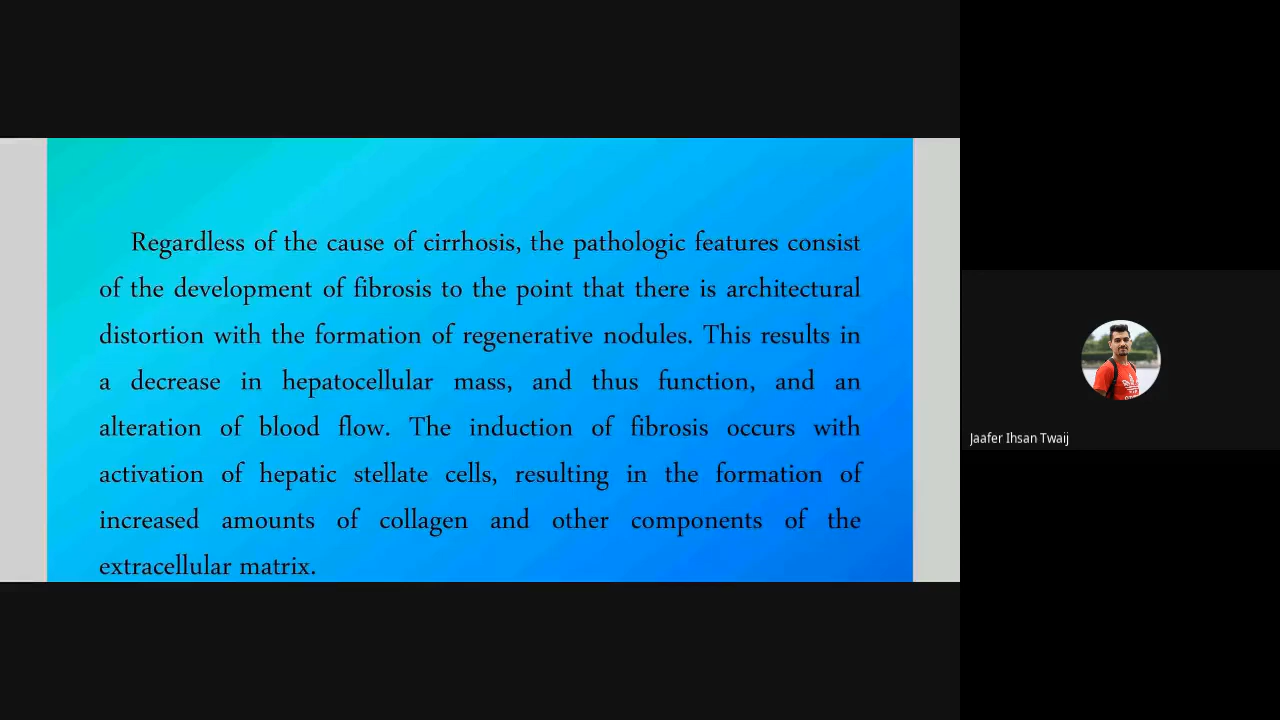 Regardless of the cause of cirrhosis, the pathologic features consist
of the development of fibrosis to the point that there is architectural
distortion with the formation of regenerative nodules. This results in
a decrease in hepatocellular mass, and thus function, and an
alteration of blood flow. The induction of fibrosis occurs with
activation of hepatic stellate cells, resulting in the formation of
increased amounts of collagen and other components of the
extracellular matrix.
Jaafer Ihsan Twaij